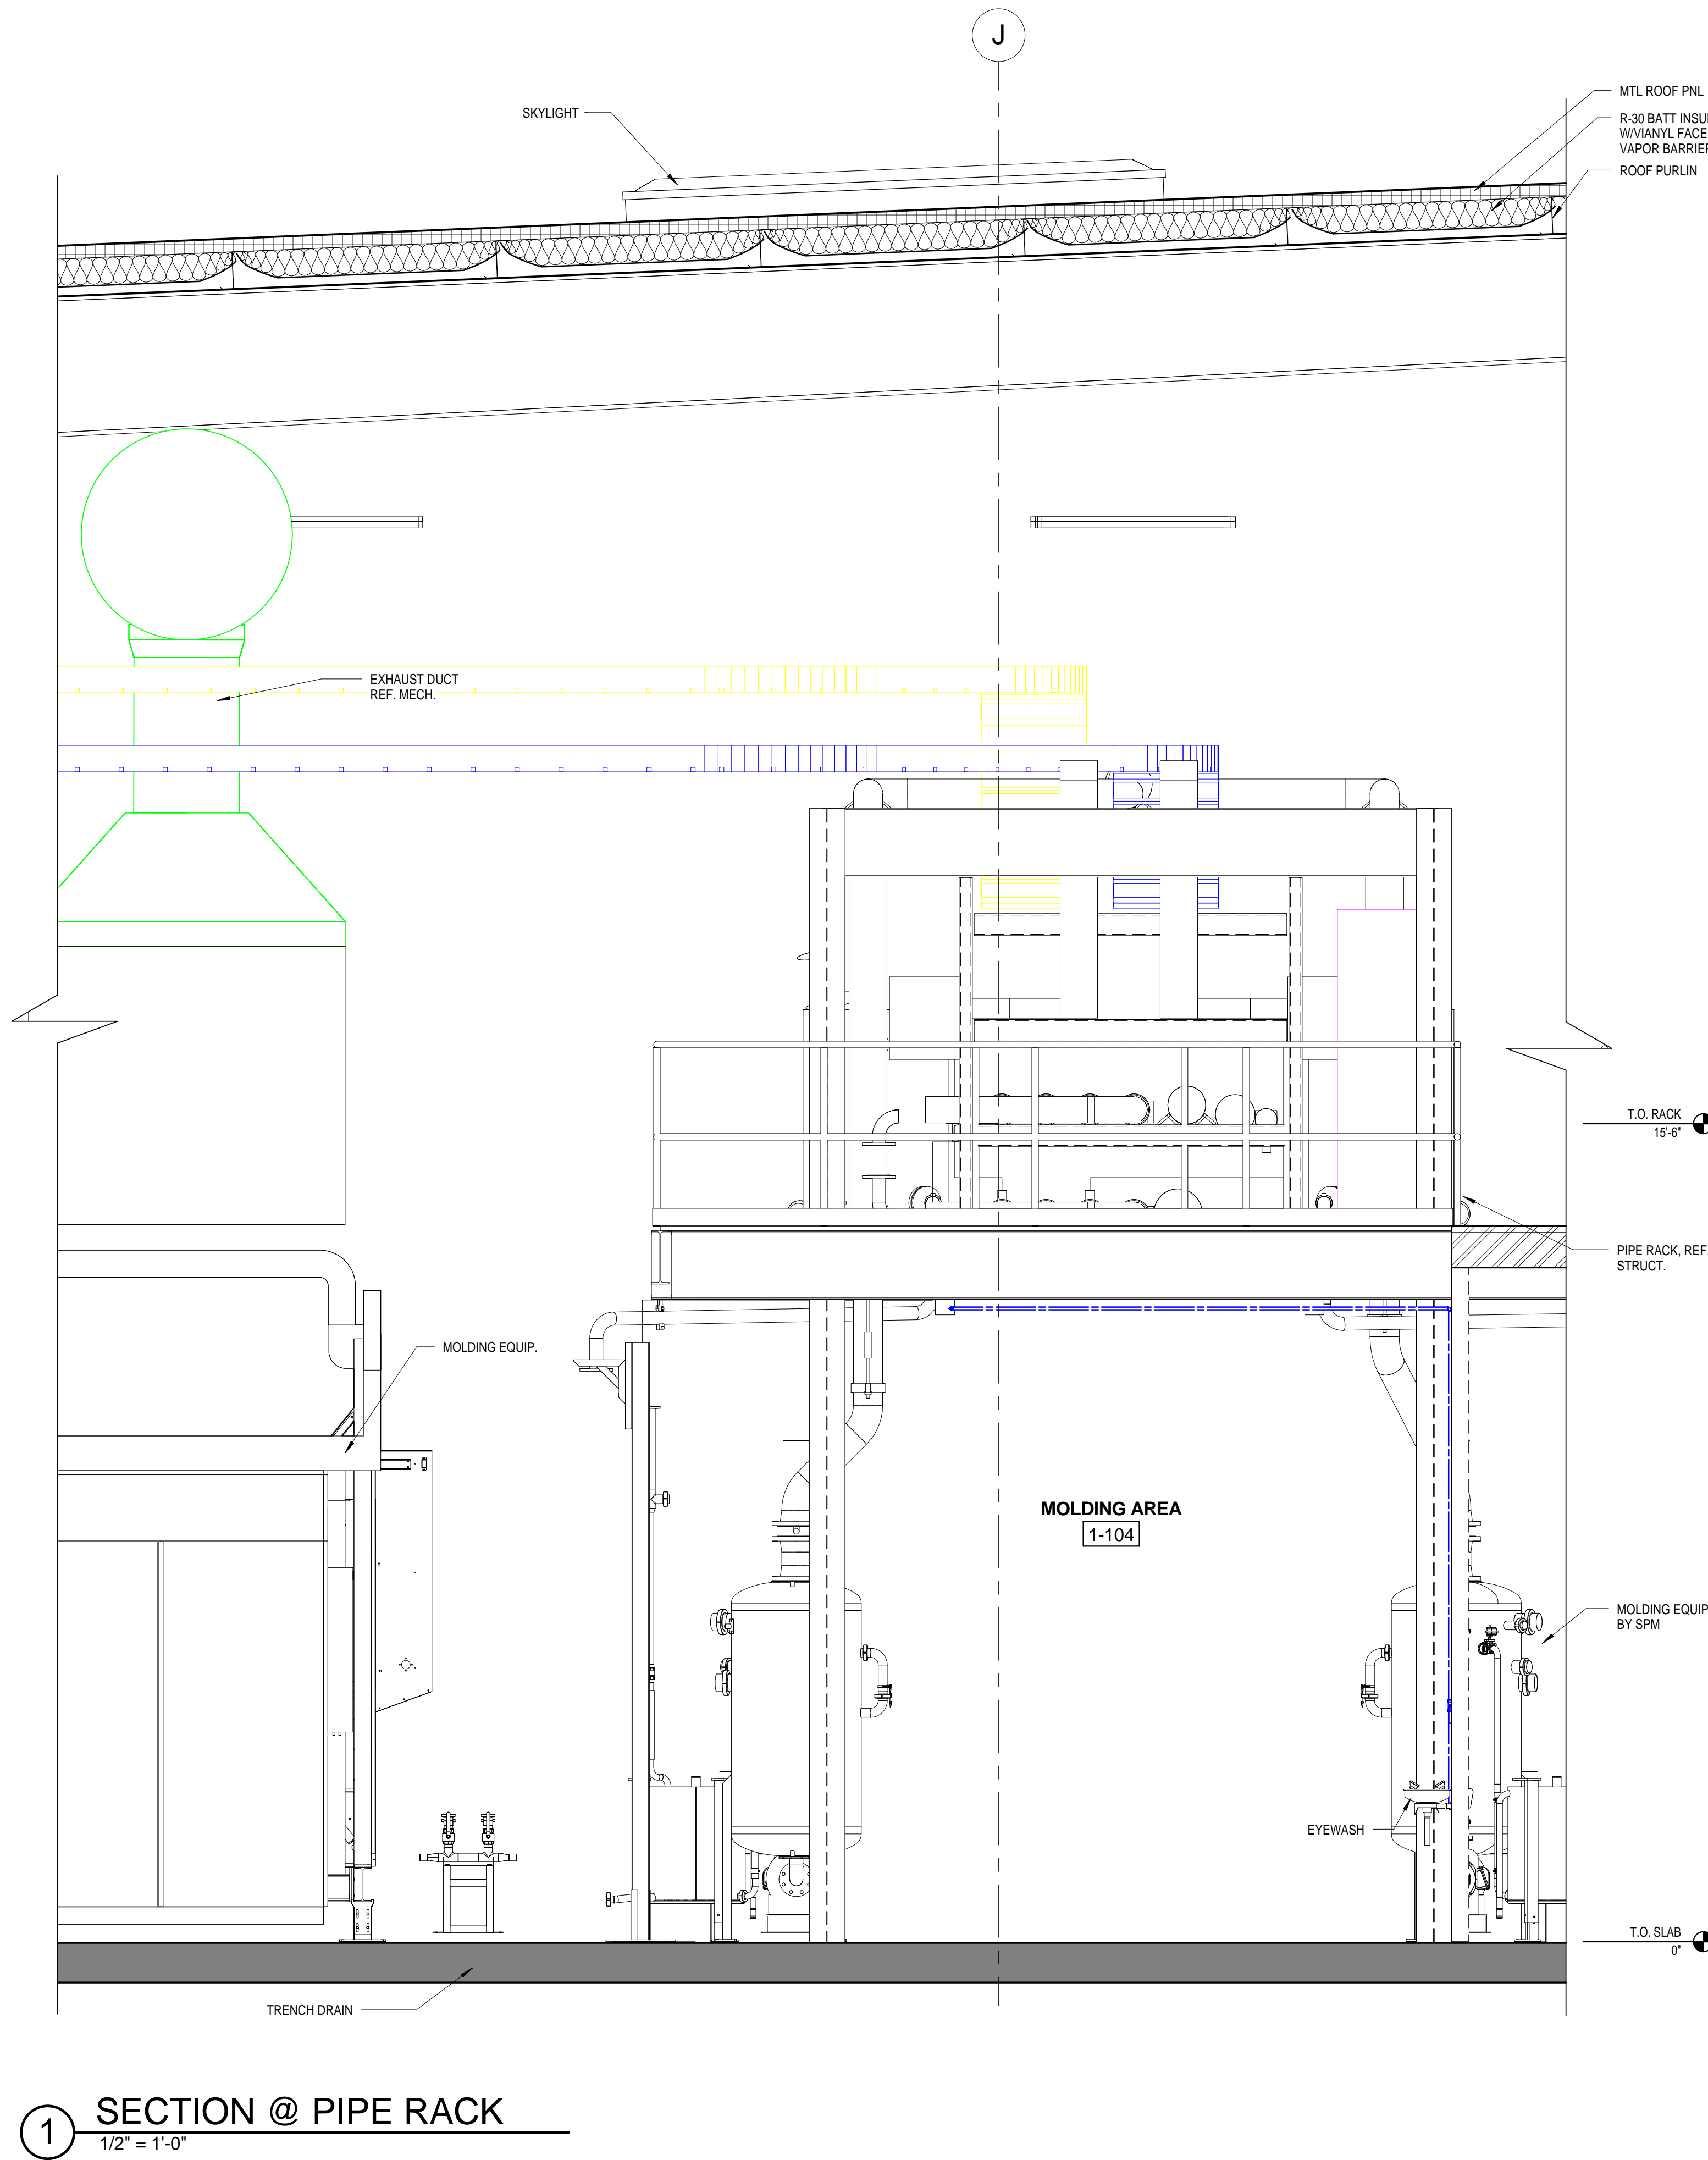 J
SKYLIGHT
MTL ROOF PNL
R-30 BATT
W/VIANYL FACE
VAPOR
ROOF PURLIN
EXHAUST DUCT
REF. MECH.
T.O. RACK
15'-6"
PIPE RACK, REF
STRUCT.
MOLDING EQUIP.
MOLDING AREA
1-104
MOLDING EQUIP
BY SPM
EYEWASH
T.O. SLAB
0"
TRENCH DRAIN
1
SECTION @ PIPE RACK
1/2" = 1'-0"